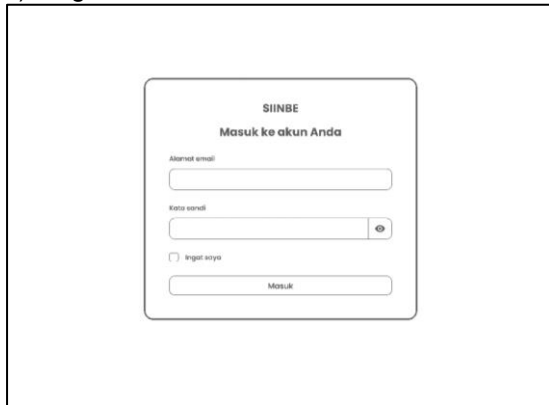 SIINBE
Masuk ke akun Anda
Alamat email
Kata sandi
Ingat saya
Masuk